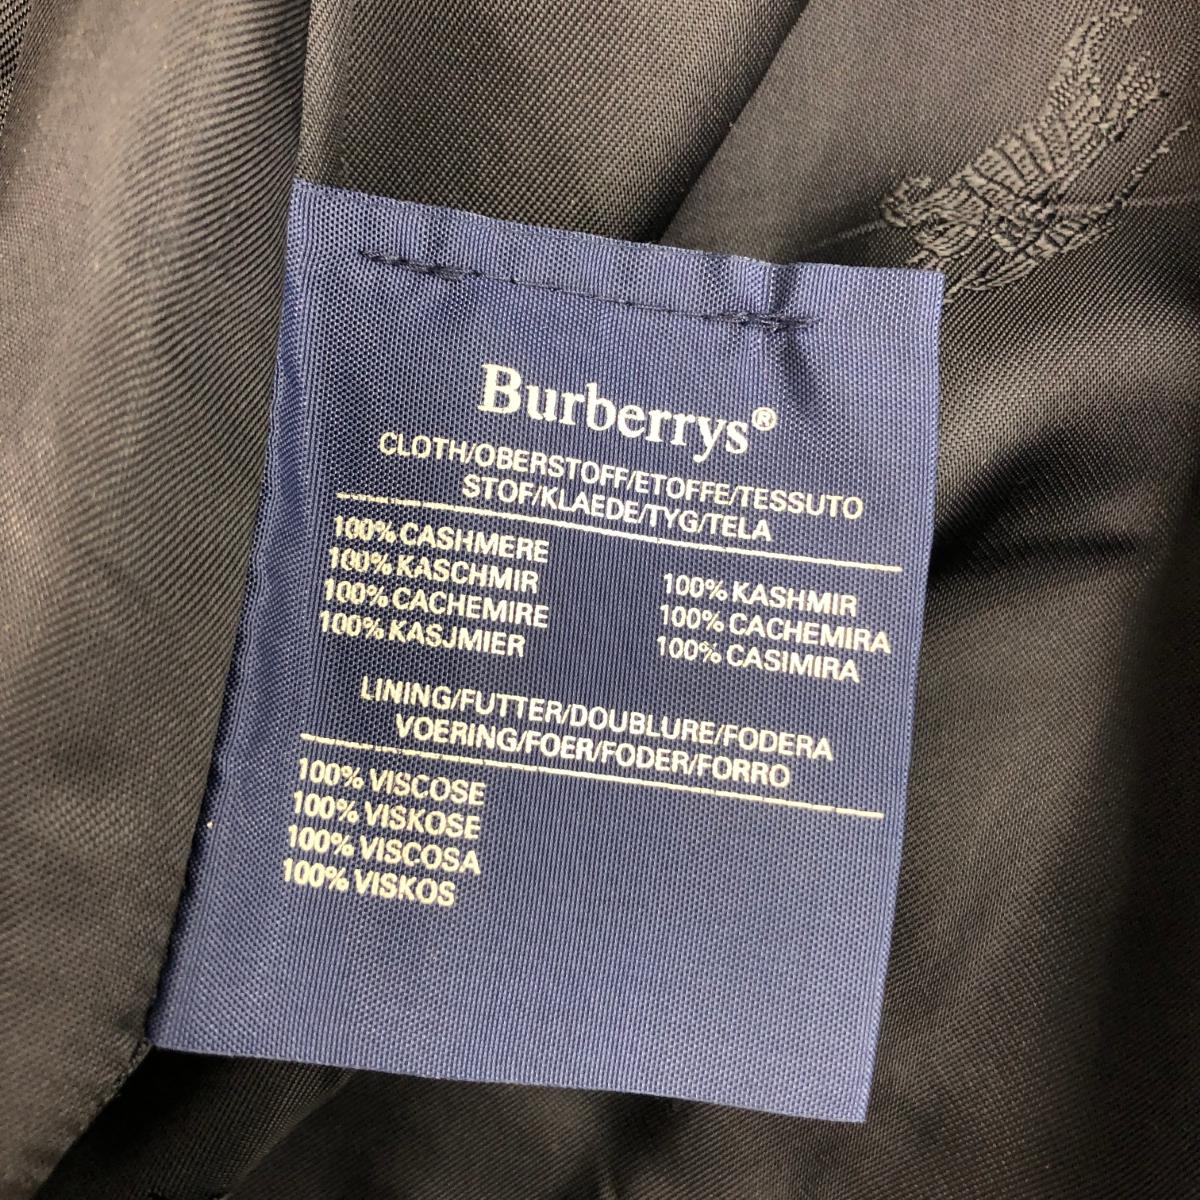 Burberrys®
CLOTH/OBERSTOFF/ETOFFE/TESSUTO
STOF/KLAEDE/TYG/TELA
100% CASHMERE
100% KASCHMIR
100% CACHEMIRE
100% KASJMIER
100% KASHMIR
100% CACHEMIRA
100% CASIMIRA
LINING/FUTTER/DOUBLURE/FODERA
VOERING/FOER/FODER/FORRO
100% VISCOSE
100% VISKOSE
100% VISCOSA
100% VISKOS